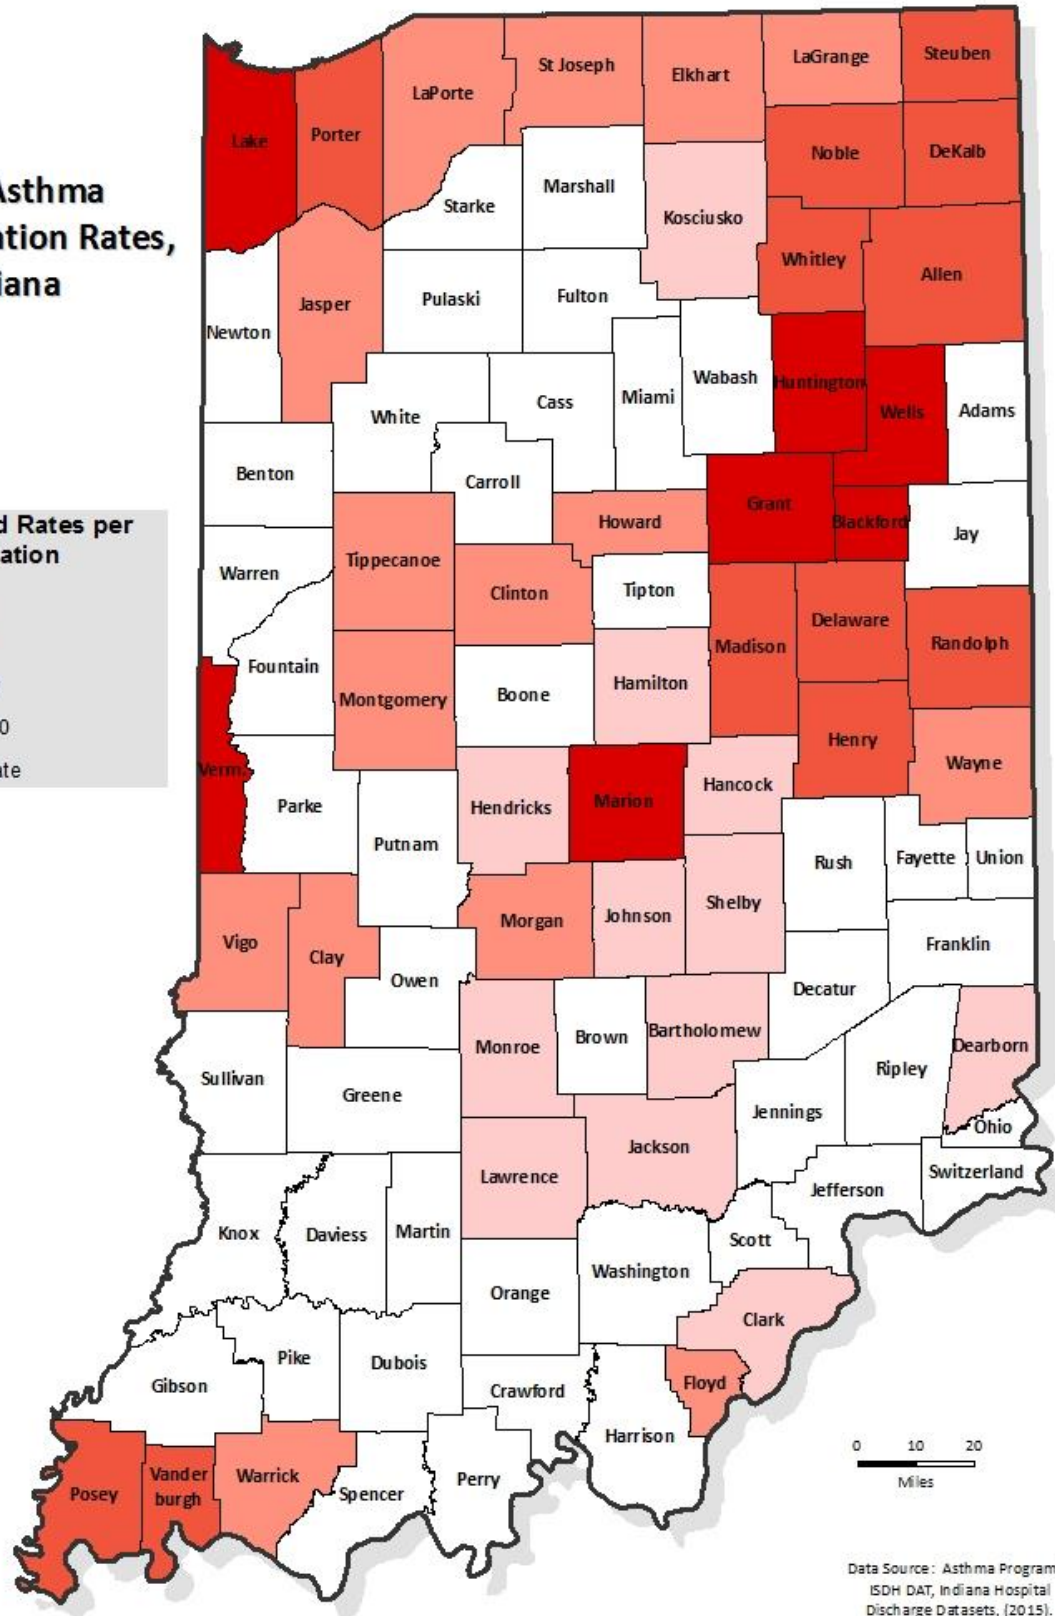 Asthma
ation Rates,
iana
d Rates per
ation
0
ate
Lake
Porter
LaPorte
St Joseph
Elkhart
LaGrange
Steuben
Noble
DeKalb
Starke
Marshall
Kosciusko
Whitley
Allen
Newton
Jasper
Pulaski
Fulton
White
Cass
Miami
Wabash
Huntington
Wells
Adams
Benton
Carroll
Grant
Blackford
Jay
Howard
Tippecanoe
Clinton
Tipton
Warren
Fountain
Madison
Delaware
Randolph
Montgomery
Boone
Hamilton
Henry
Wayne
Verm.
Parke
Putnam
Hendricks
Marion
Hancock
Rush
Fayette
Union
Vigo
Clay
Owen
Morgan
Johnson
Shelby
Franklin
Decatur
Sullivan
Greene
Monroe
Brown
Bartholomew
Dearborn
Ripley
Jennings
Ohio
Lawrence
Jackson
Jefferson
Switzerland
Knox
Daviess
Martin
Scott
Orange
Washington
Clark
Gibson
Pike
Dubois
Crawford
Floyd
Harrison
Posey
Vander
burgh
Warrick
Spencer
Perry
0 10 20
Miles
Data Source: Asthma Program
ISDH DAT, Indiana Hospital
Discharge Datasets, (2015).